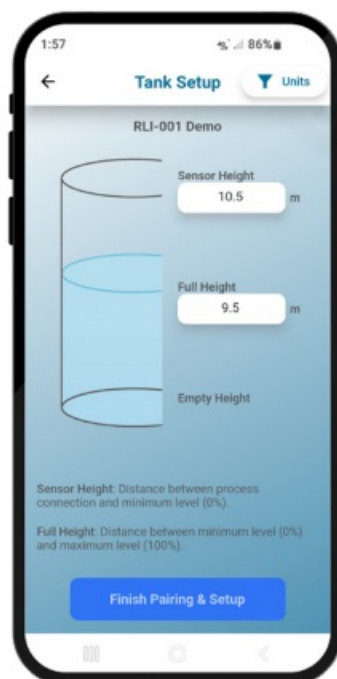 1:57
86%
Tank Setup
Units
RLI-001 Demo
Sensor Height
10.5 m
Full Height
9.5 m
Empty Height
Sensor Height: Distance between process
connection and minimum level (0%).
Full Height: Distance between minimum level (0%)
and maximum level (100%).
Finish Pairing & Setup